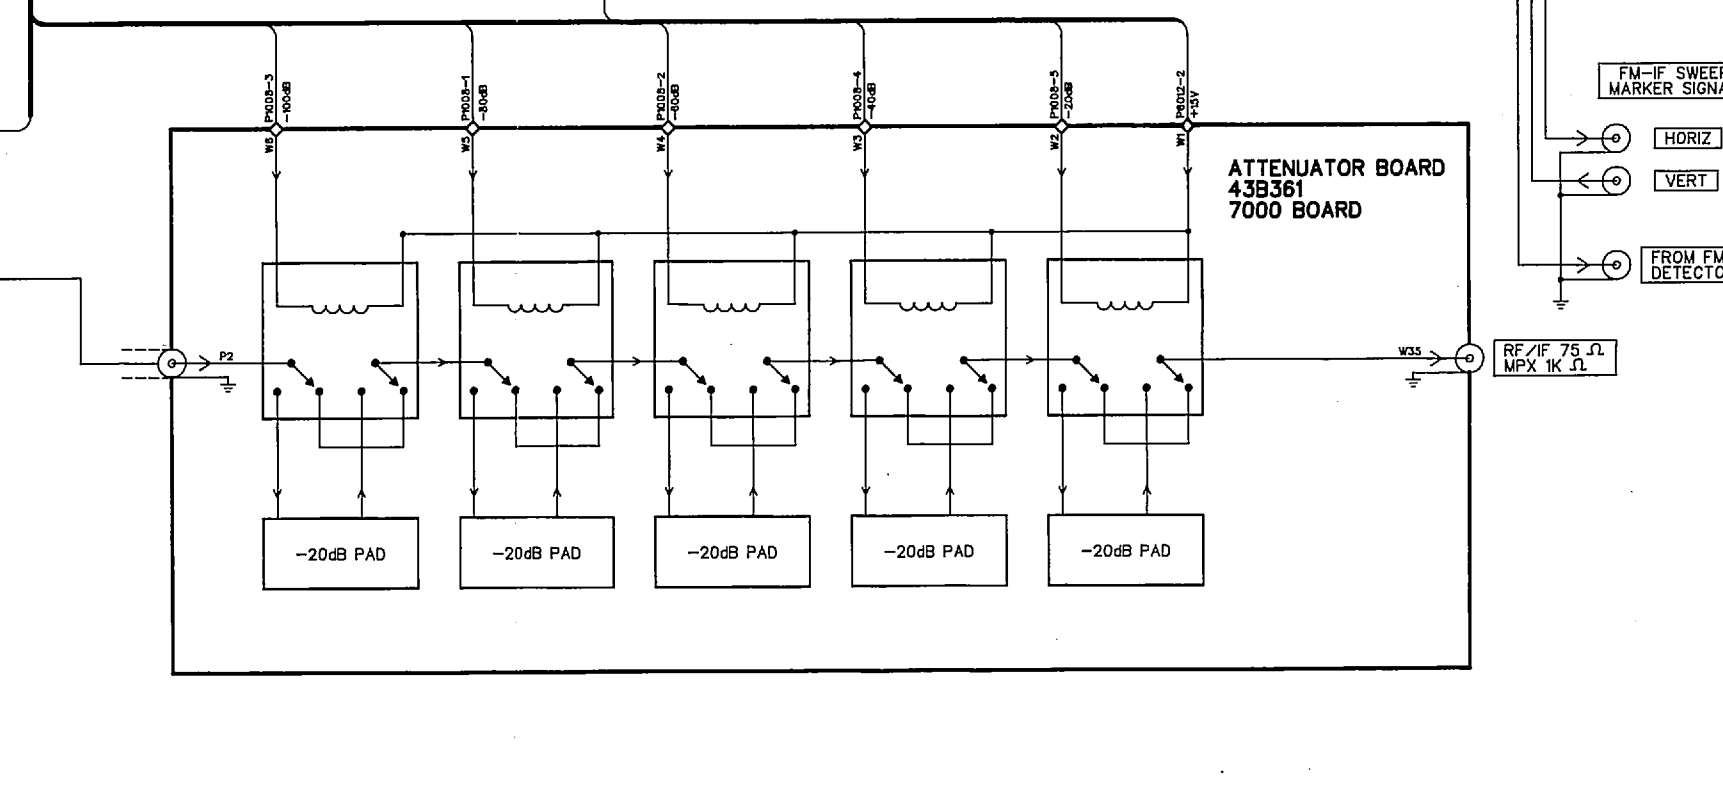 P1008-3
-100dB
P1008-1
-80dB
P1008-2
-60dB
P1008-4
-40dB
P1008-5
-20dB
P8012-2
+15V
W6
W5
W4
W3
W2
W1
FM-IF SWEEP
MARKER SIGNA
HORIZ
VERT
FROM FM
DETECTO
ATTENUATOR BOARD
43B361
7000 BOARD
P2
W35
RF/IF 75 Ω
MPX 1K Ω
-20dB PAD
-20dB PAD
-20dB PAD
-20dB PAD
-20dB PAD